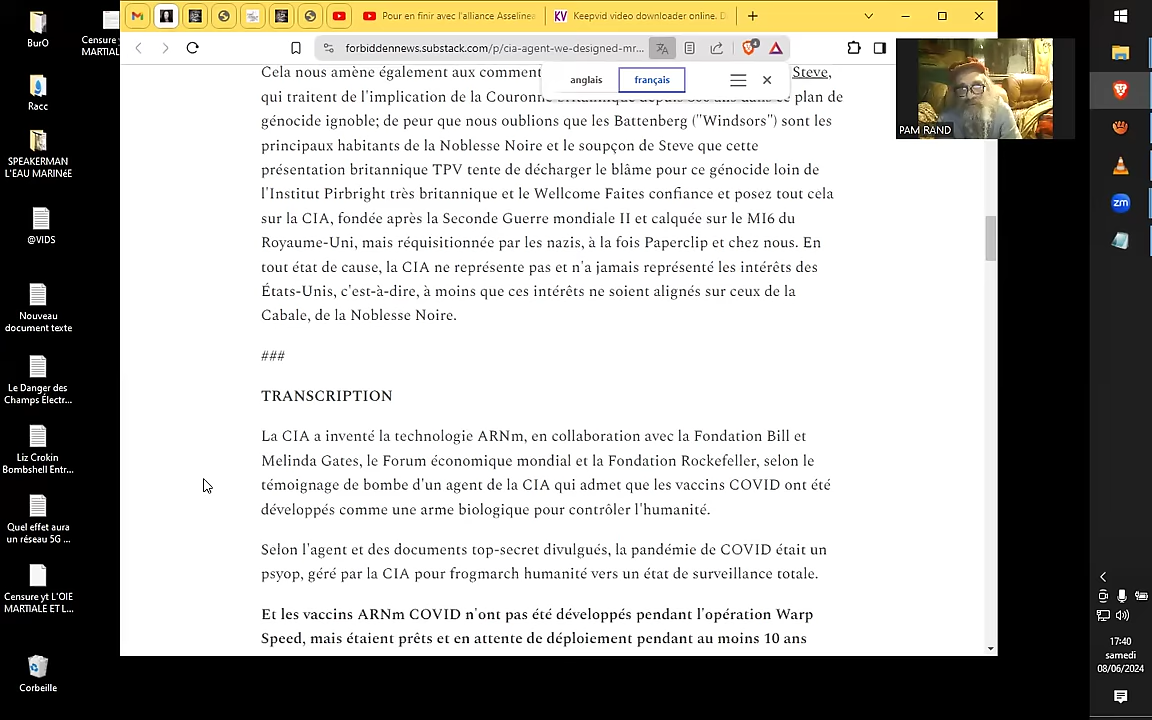 BurO
Censure ...
MARTIALE ...
Racc
SPEAKERMAN
L'EAU MARINéE
@VIDS
Nouveau
document texte
Le Danger des
Champs Électr...
Liz Crokin
Bombshell Entr...
Quel effet aura
un réseau 5G ...
Censure yt L'OIE
MARTIALE ET L...
Corbeille
Pour en finir avec l'alliance Asselinea
KV Keepvid video downloader online. D
forbiddennews.substack.com/p/cia-agent-we-designed-mr...
4
anglais
français
Cela nous amène également aux comment
Steve,
qui traitent de l'implication de la Couronne britannique depuis
plan de
génocide ignoble; de peur que nous oublions que les Battenberg ("Windsors") sont les
principaux habitants de la Noblesse Noire et le soupçon de Steve que cette
présentation britannique TPV tente de décharger le blâme pour ce génocide loin de
l'Institut Pirbright très britannique et le Wellcome Faites confiance et posez tout cela
sur la CIA, fondée après la Seconde Guerre mondiale II et calquée sur le MI6 du
Royaume-Uni, mais réquisitionnée par les nazis, à la fois Paperclip et chez nous. En
tout état de cause, la CIA ne représente pas et n'a jamais représenté les intérêts des
États-Unis, c'est-à-dire, à moins que ces intérêts ne soient alignés sur ceux de la
Cabale, de la Noblesse Noire.
###
TRANSCRIPTION
La CIA a inventé la technologie ARNm, en collaboration avec la Fondation Bill et
Melinda Gates, le Forum économique mondial et la Fondation Rockefeller, selon le
témoignage de bombe d'un agent de la CIA qui admet que les vaccins COVID ont été
développés comme une arme biologique pour contrôler l'humanité.
Selon l'agent et des documents top-secret divulgués, la pandémie de COVID était un
psyop, géré par la CIA pour frogmarch humanité vers un état de surveillance totale.
Et les vaccins ARNm COVID n'ont pas été développés pendant l'opération Warp
Speed, mais étaient prêts et en attente de déploiement pendant au moins 10 ans
PAM RAND
zm
17:40
samedi
08/06/2024